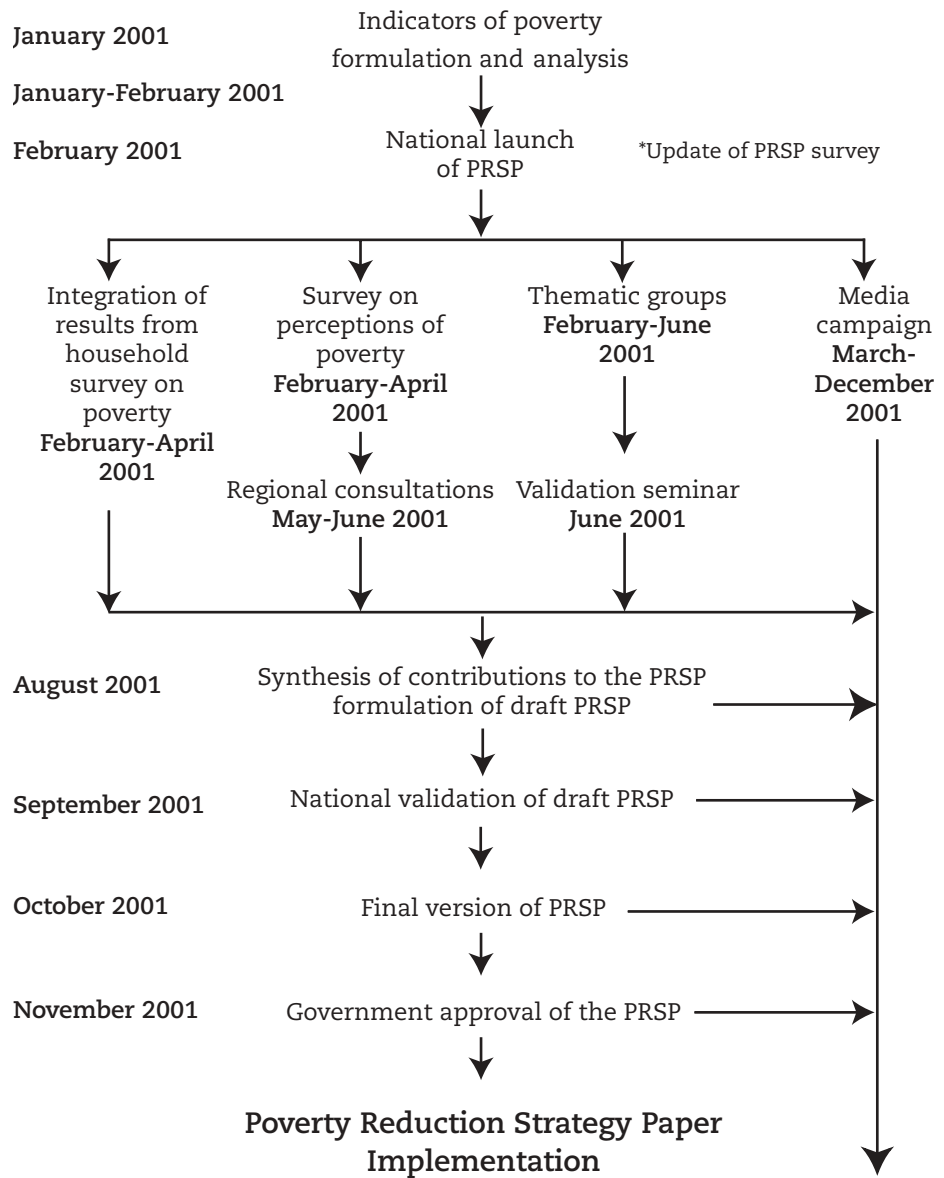 January 2001
Indicators of poverty
formulation and analysis
January-February 2001
February 2001
National launch
of PRSP
*Update of PRSP survey
Integration of
results from
household
survey on
poverty
February-April
2001
Survey on
perceptions of
poverty
February-April
2001
Regional consultations
May-June 2001
Thematic groups
February-June
2001
Validation seminar
June 2001
Media
campaign
March-
December
2001
August 2001
Synthesis of contributions to the PRSP
formulation of draft PRSP
September 2001
National validation of draft PRSP
October 2001
Final version of PRSP
November 2001
Government approval of the PRSP
Poverty Reduction Strategy Paper
Implementation